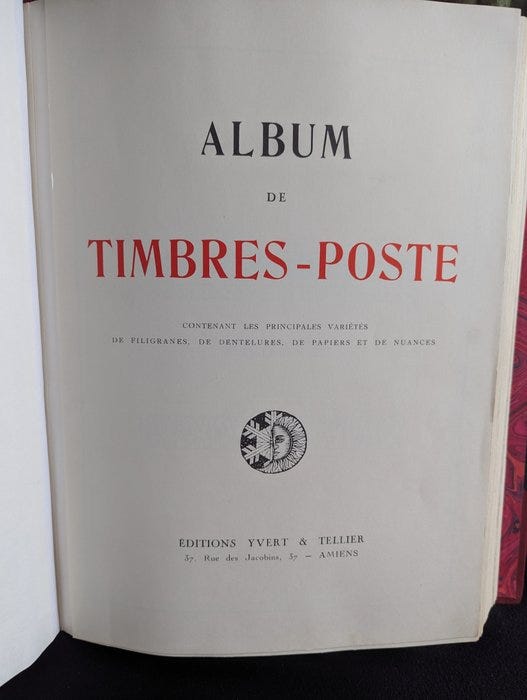 ALBUM
DE
TIMBRES-POSTE
CONTENANT LES PRINCIPALES VARIÉTÉS
DE FILIGRANES, DE DENTELURES, DE PAPIERS ET DE NUANCES
ÉDITIONS YVERT & TELLIER
37, Rue des Jacobins, 37 — AMIENS